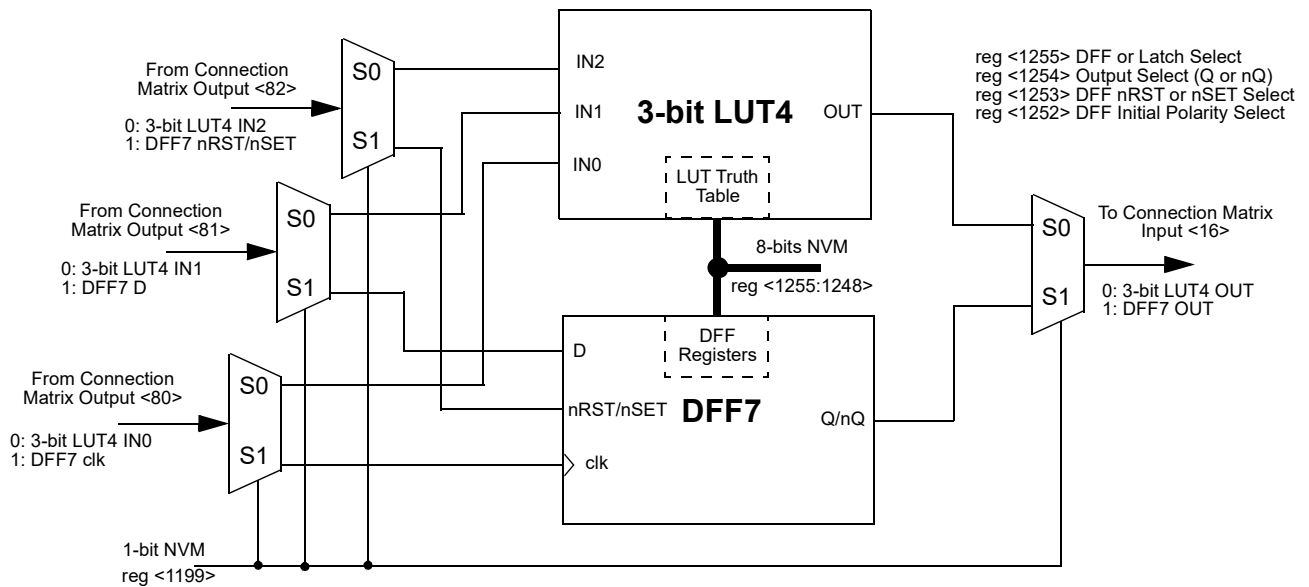 From Connection
Matrix Output <82>
0: 3-bit LUT4 IN2
1: DFF7 nRST/nSET
S0
S1
From Connection
Matrix Output <81>
0: 3-bit LUT4 IN1
1: DFF7 D
S0
S1
From Connection
Matrix Output <80>
0: 3-bit LUT4 IN0
1: DFF7 clk
S0
S1
1-bit NVM
reg <1199>
IN2
IN1
IN0
3-bit LUT4
OUT
LUT Truth
Table
8-bits NVM
reg <1255:1248>
DFF
Registers
D
nRST/nSET
clk
DFF7
Q/nQ
reg <1255> DFF or Latch Select
reg <1254> Output Select (Q or nQ)
reg <1253> DFF nRST or nSET Select
reg <1252> DFF Initial Polarity Select
S0
S1
To Connection Matrix
Input <16>
0: 3-bit LUT4 OUT
1: DFF7 OUT